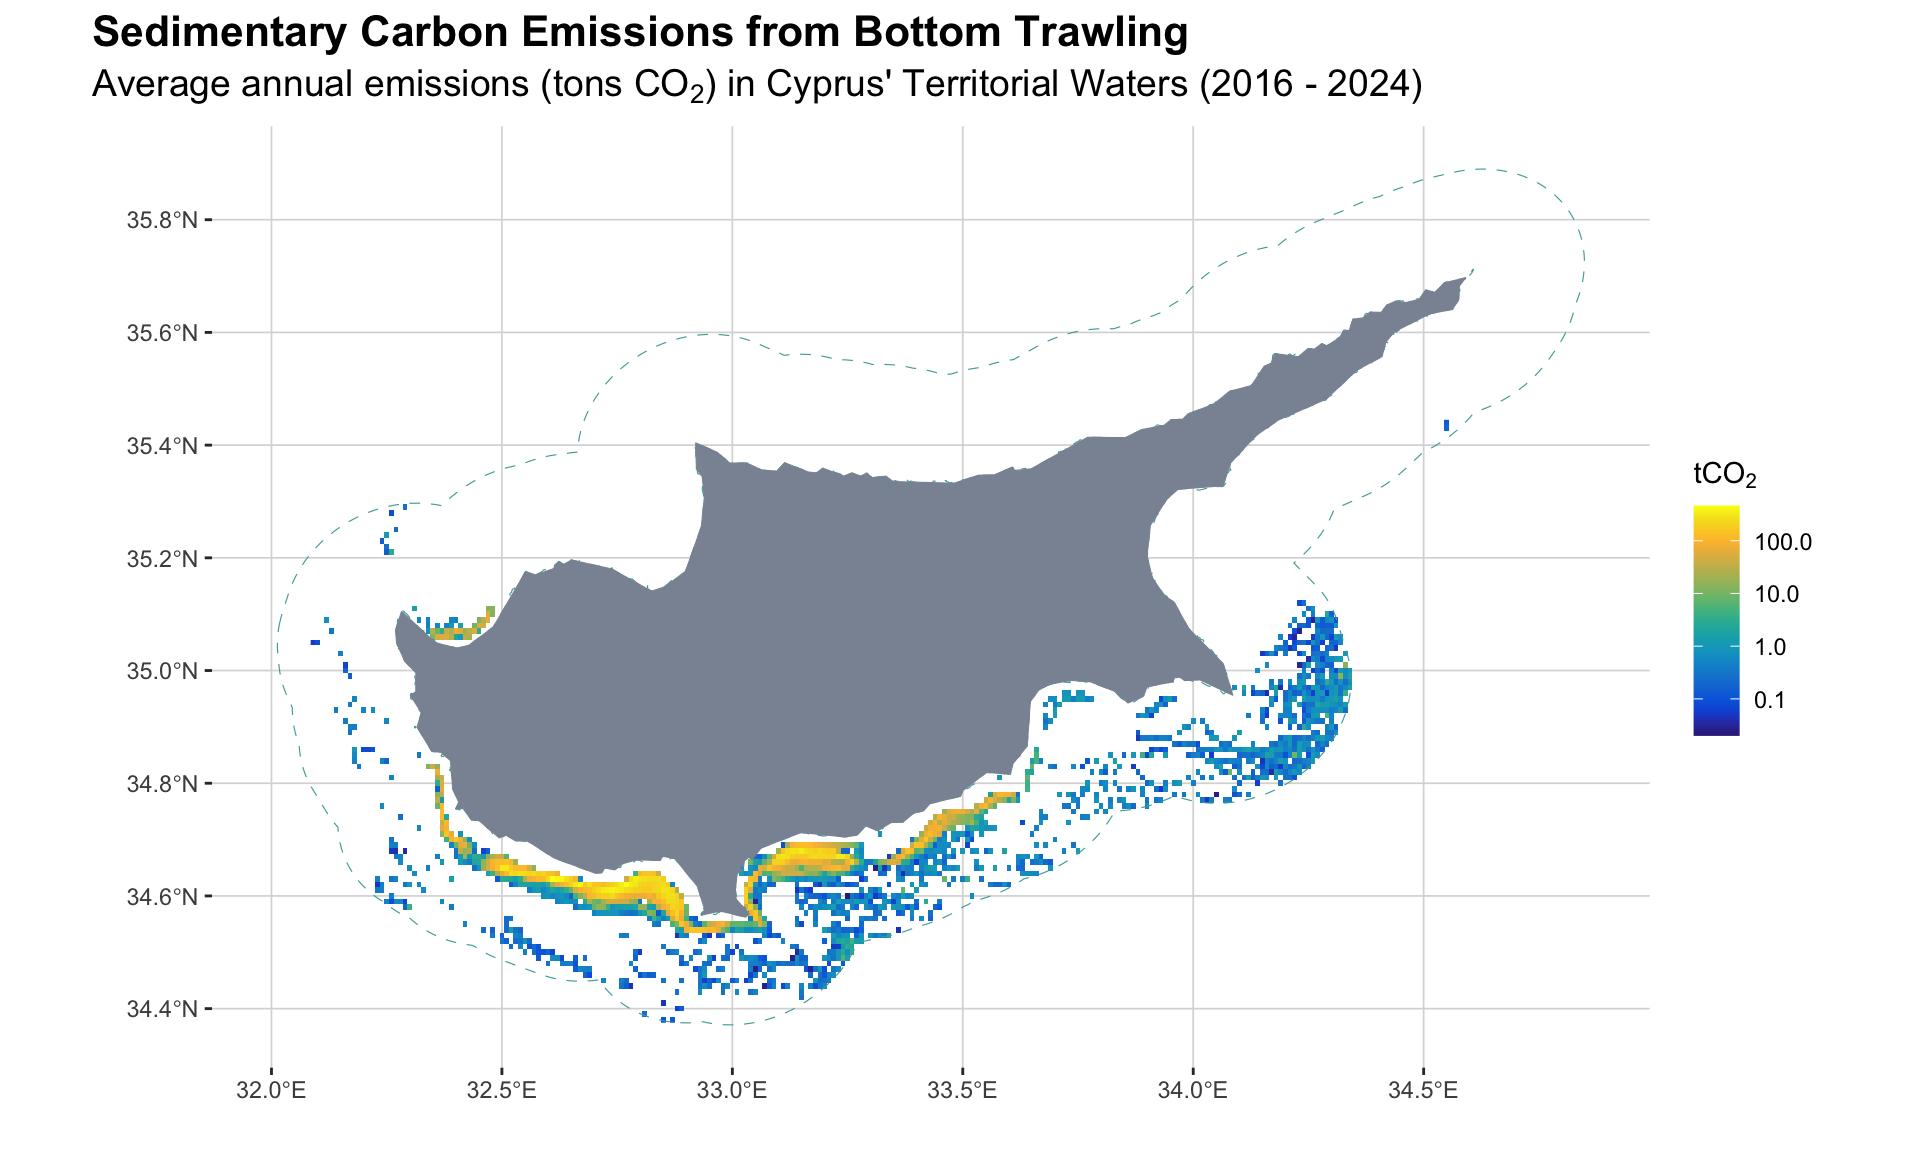 Sedimentary Carbon Emissions from Bottom Trawling
Average annual emissions (tons CO₂) in Cyprus' Territorial Waters (2016 - 2024)
35.8°N
35.6°N
35.4°N
35.2°N
35.0°N
34.8°N
34.6°N
34.4°N
32.0°E
32.5°E
33.0°E
33.5°E
34.0°E
34.5°E
tCO₂
100.0
10.0
1.0
0.1